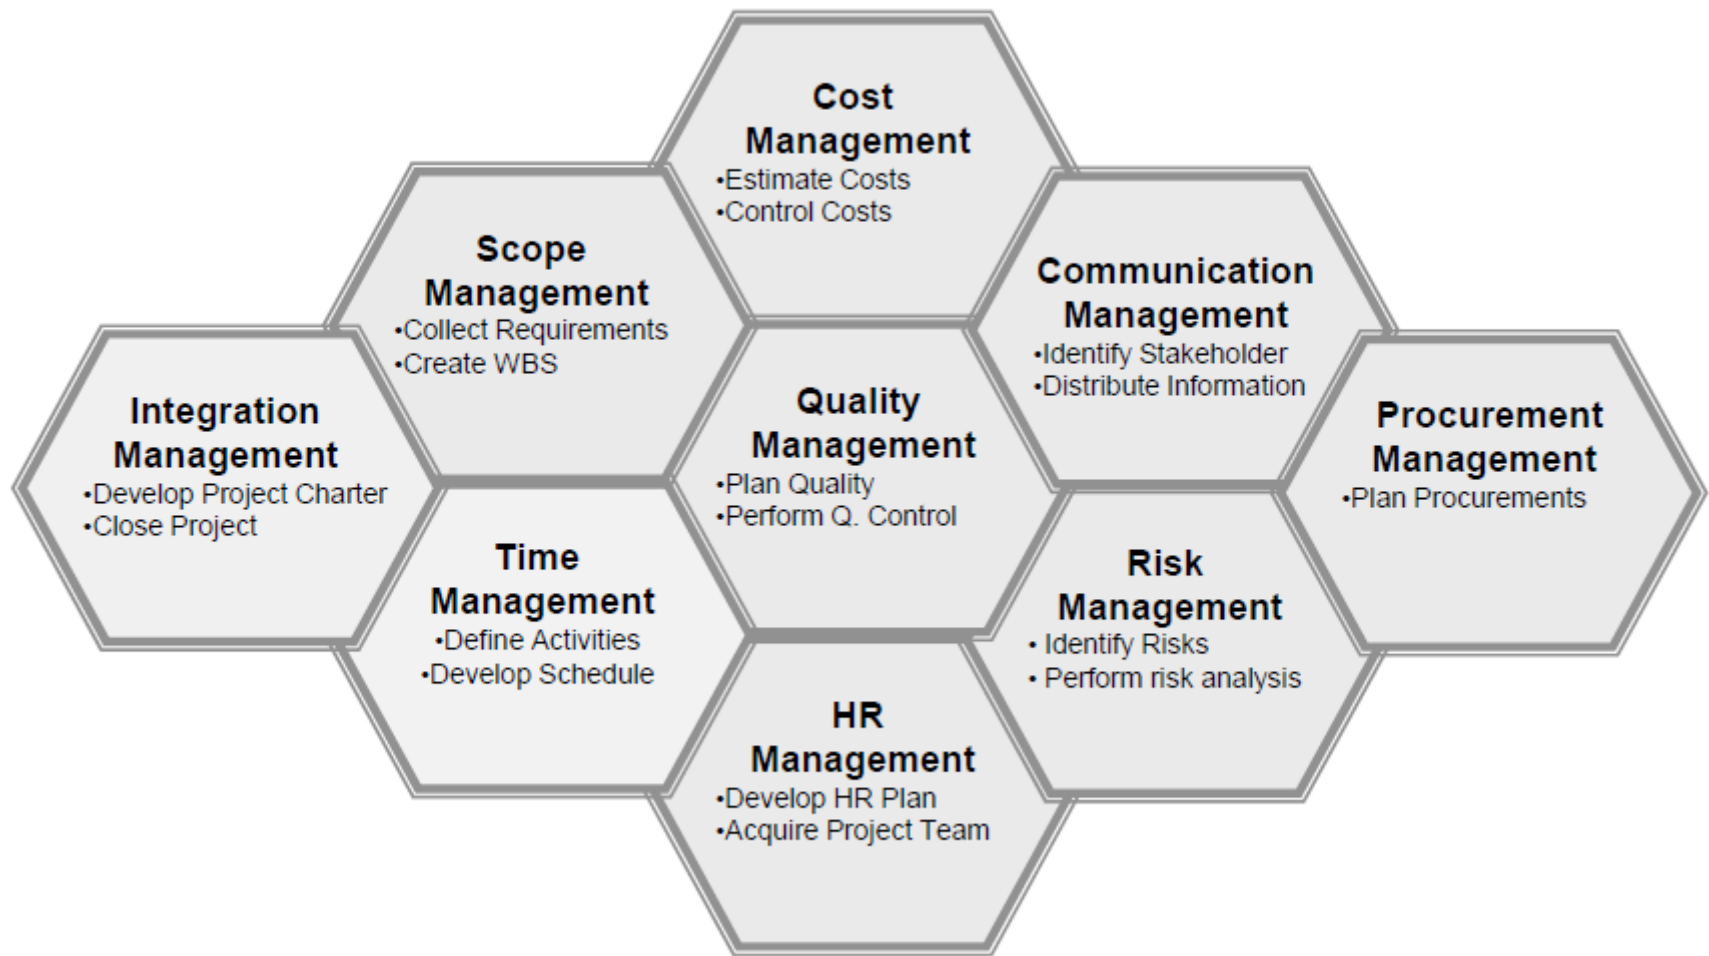 Cost
Management
•Estimate Costs
•Control Costs
Scope
Management
•Collect Requirements
•Create WBS
Communication
Management
•Identify Stakeholder
•Distribute Information
Integration
Management
•Develop Project Charter
•Close Project
Quality
Management
•Plan Quality
•Perform Q. Control
Procurement
Management
•Plan Procurements
Time
Management
•Define Activities
•Develop Schedule
Risk
Management
• Identify Risks
• Perform risk analysis
HR
Management
•Develop HR Plan
•Acquire Project Team